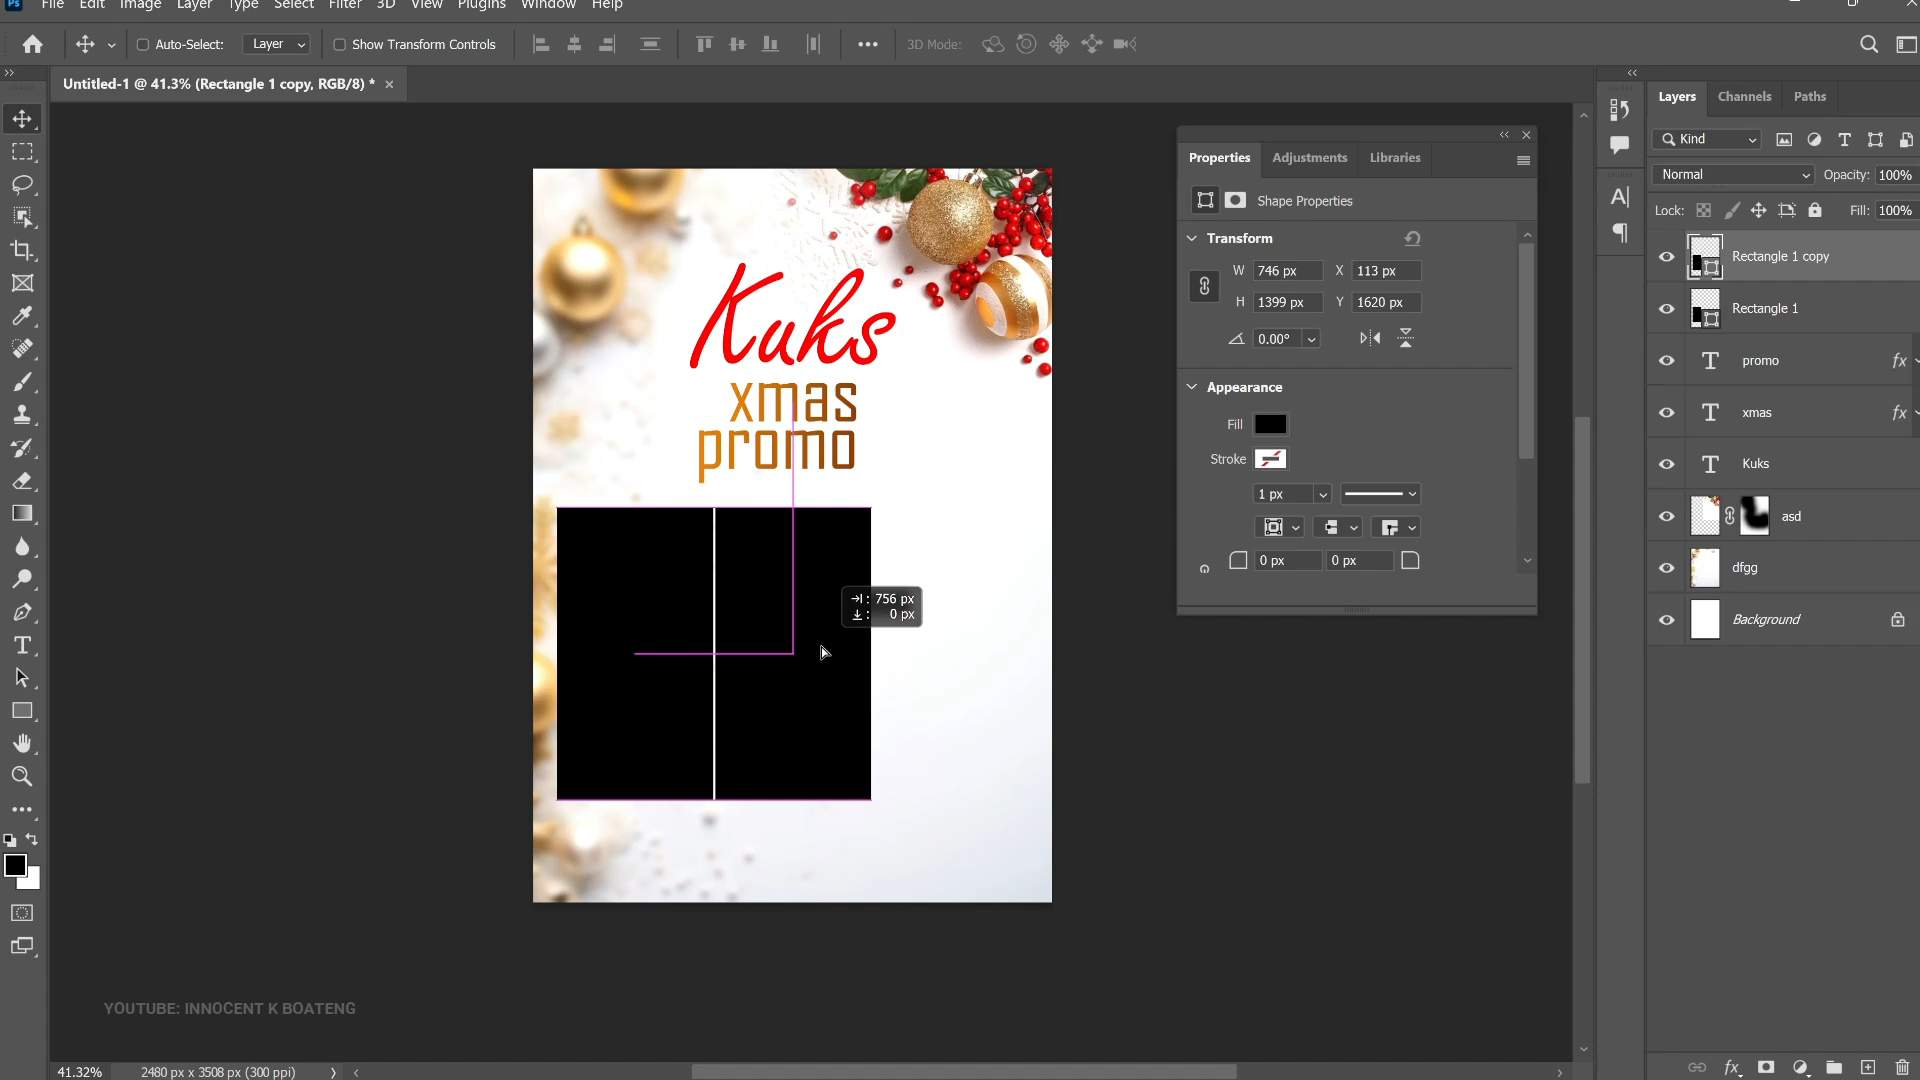 Ps File Edit Image Layer Type Select Filter 3D View Plugins Window Help
Auto-Select: Layer Show Transform Controls 3D Mode:
Untitled-1 @ 41.3% (Rectangle 1 copy, RGB/8) *
Layers Channels Paths
Kind
Normal Opacity: 100%
Lock: Fill: 100%
Rectangle 1 copy
Rectangle 1
T promo fx
T xmas fx
T Kuks
asd
dfgg
Background
Properties Adjustments Libraries
Shape Properties
Transform
W 746 px X 113 px
H 1399 px Y 1620 px
0.00°
Appearance
Fill
Stroke
1 px
0 px 0 px
Kuks
xmas
promo
: 756 px
: 0 px
YOUTUBE: INNOCENT K BOATENG
41.32% 2480 px x 3508 px (300 ppi)
fx